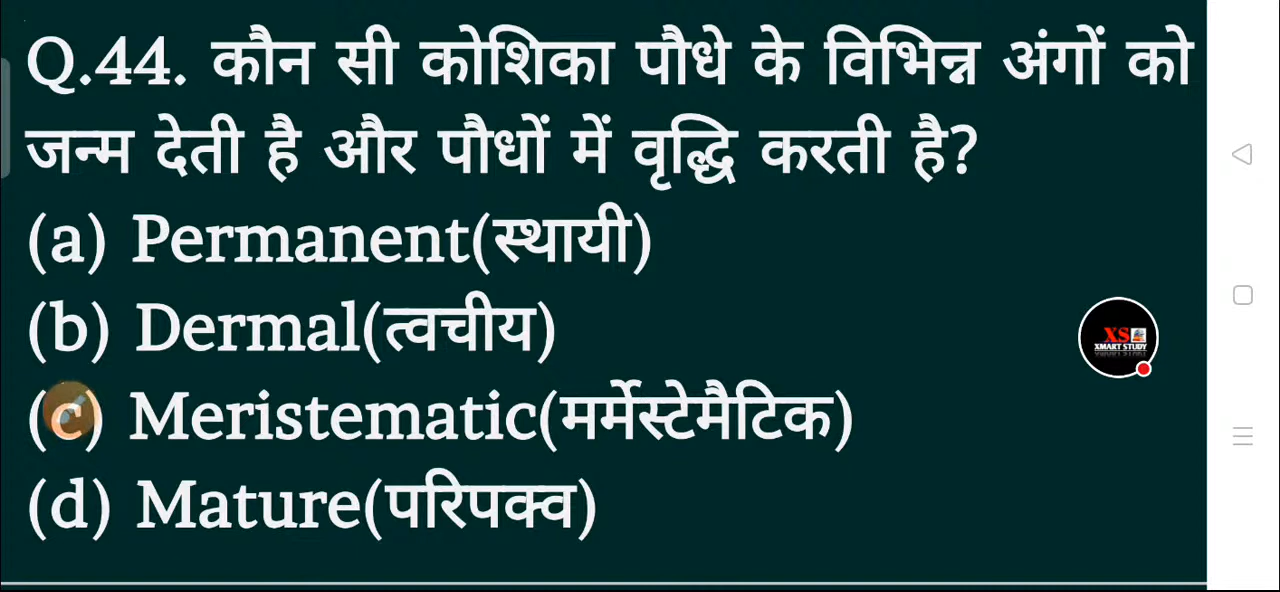 Q.44. कौन सी कोशिका पौधे के विभिन्न अंगों को
जन्म देती है और पौधों में वृद्धि करती है?
(a) Permanent(स्थायी)
(b) Dermal(त्वचीय)
(c) Meristematic(मर्मेस्टेमैटिक)
(d) Mature(परिपक्व)
XS
XMART STUDY